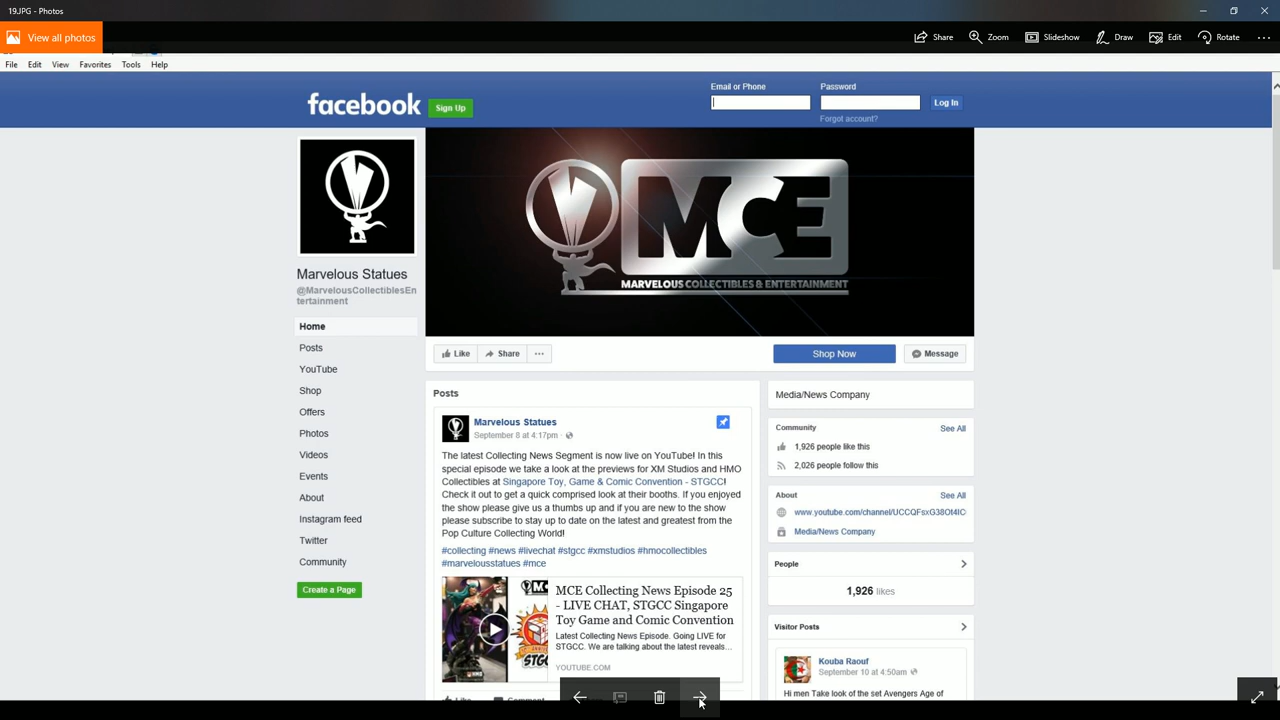 19.JPG - Photos
View all photos
Share
Zoom
Slideshow
Draw
Edit
Rotate
File Edit View Favorites Tools Help
facebook
Sign Up
Email or Phone
Password
Log In
Forgot account?
MCE
MARVELOUS COLLECTIBLES & ENTERTAINMENT
Marvelous Statues
@MarvelousCollectiblesEn
tertainment
Home
Posts
YouTube
Shop
Offers
Photos
Videos
Events
About
Instagram feed
Twitter
Community
Create a Page
Like
Share
Shop Now
Message
Posts
Marvelous Statues
September 8 at 4:17pm ·
The latest Collecting News Segment is now live on YouTube! In this
special episode we take a look at the previews for XM Studios and HMO
Collectibles at Singapore Toy, Game & Comic Convention - STGCC!
Check it out to get a quick comprised look at their booths. If you enjoyed
the show please give us a thumbs up and if you are new to the show
please subscribe to stay up to date on the latest and greatest from the
Pop Culture Collecting World!
#collecting #news #livechat #stgcc #xmstudios #hmocollectibles
#marvelousstatues #mce
MCE Collecting News Episode 25
- LIVE CHAT, STGCC Singapore
Toy Game and Comic Convention
Latest Collecting News Episode. Going LIVE for
STGCC. We are talking about the latest reveals...
YOUTUBE.COM
Like Comment
Media/News Company
Community
See All
1,926 people like this
2,026 people follow this
About
See All
Media/News Company
People
1,926 likes
Visitor Posts
Kouba Raouf
September 10 at 4:50am
Hi men Take look of the set Avengers Age of